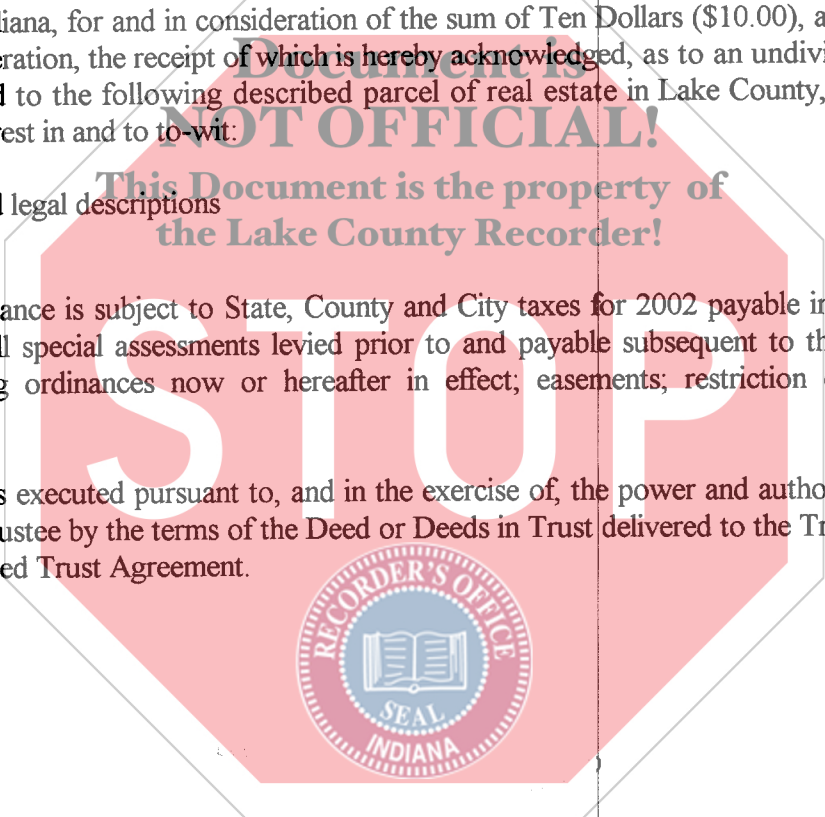 diana, for and in consideration of the sum of Ten Dollars ($10.00), a
eration, the receipt of which is hereby acknowledged, as to an undivi
Document is
d to the following described parcel of real estate in Lake County,
rest in and to to-wit:
NOT OFFICIAL!
This Document is the property of
l legal descriptions
the Lake County Recorder!
ance is subject to State, County and City taxes for 2002 payable in
ll special assessments levied prior to and payable subsequent to th
g ordinances now or hereafter in effect; easements; restriction
STOP
s executed pursuant to, and in the exercise of, the power and autho
ustee by the terms of the Deed or Deeds in Trust delivered to the Tr
ed Trust Agreement.
RECORDER'S OFFICE
SEAL
INDIANA